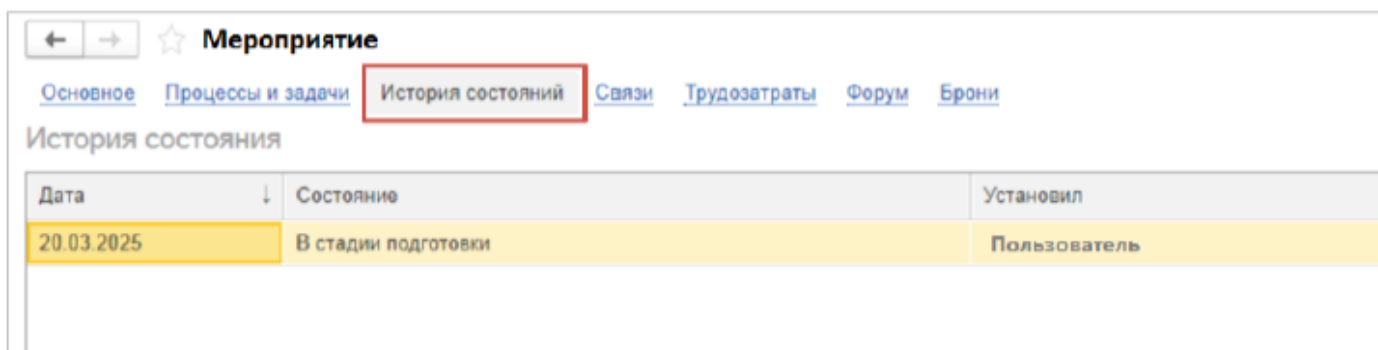 Мероприятие
Основное Процессы и задачи История состояний Связи Трудозатраты Форум Брони
История состояния
Дата ↓ Состояние Установил
20.03.2025 В стадии подготовки Пользователь